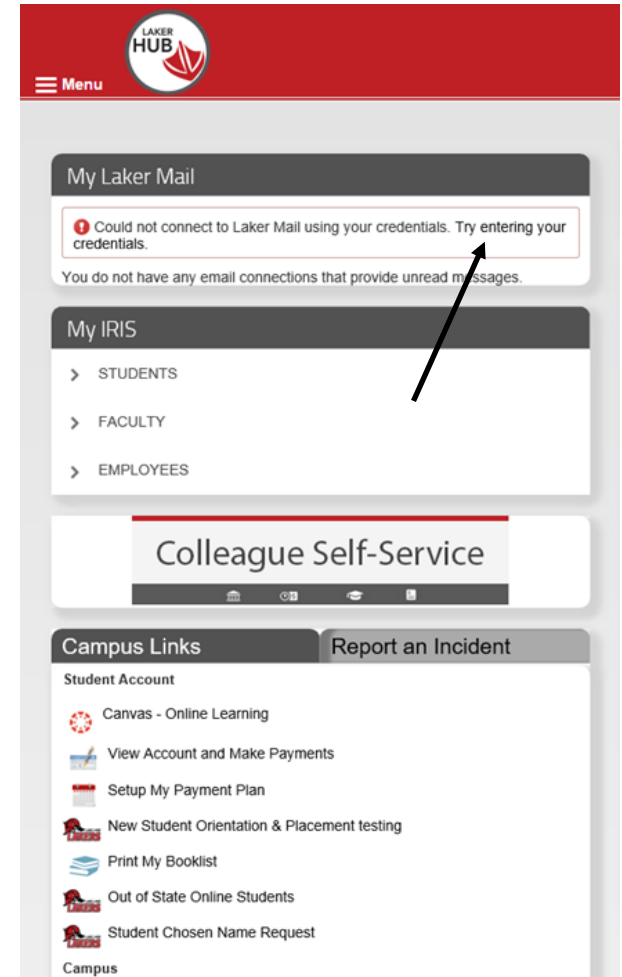 LAKER
HUB
Menu
My Laker Mail
Could not connect to Laker Mail using your credentials. Try entering your
credentials.
You do not have any email connections that provide unread messages.
My IRIS
STUDENTS
FACULTY
EMPLOYEES
Colleague Self-Service
Campus Links Report an Incident
Student Account
Canvas - Online Learning
View Account and Make Payments
Setup My Payment Plan
LAKERS New Student Orientation & Placement testing
Print My Booklist
LAKERS Out of State Online Students
LAKERS Student Chosen Name Request
Campus